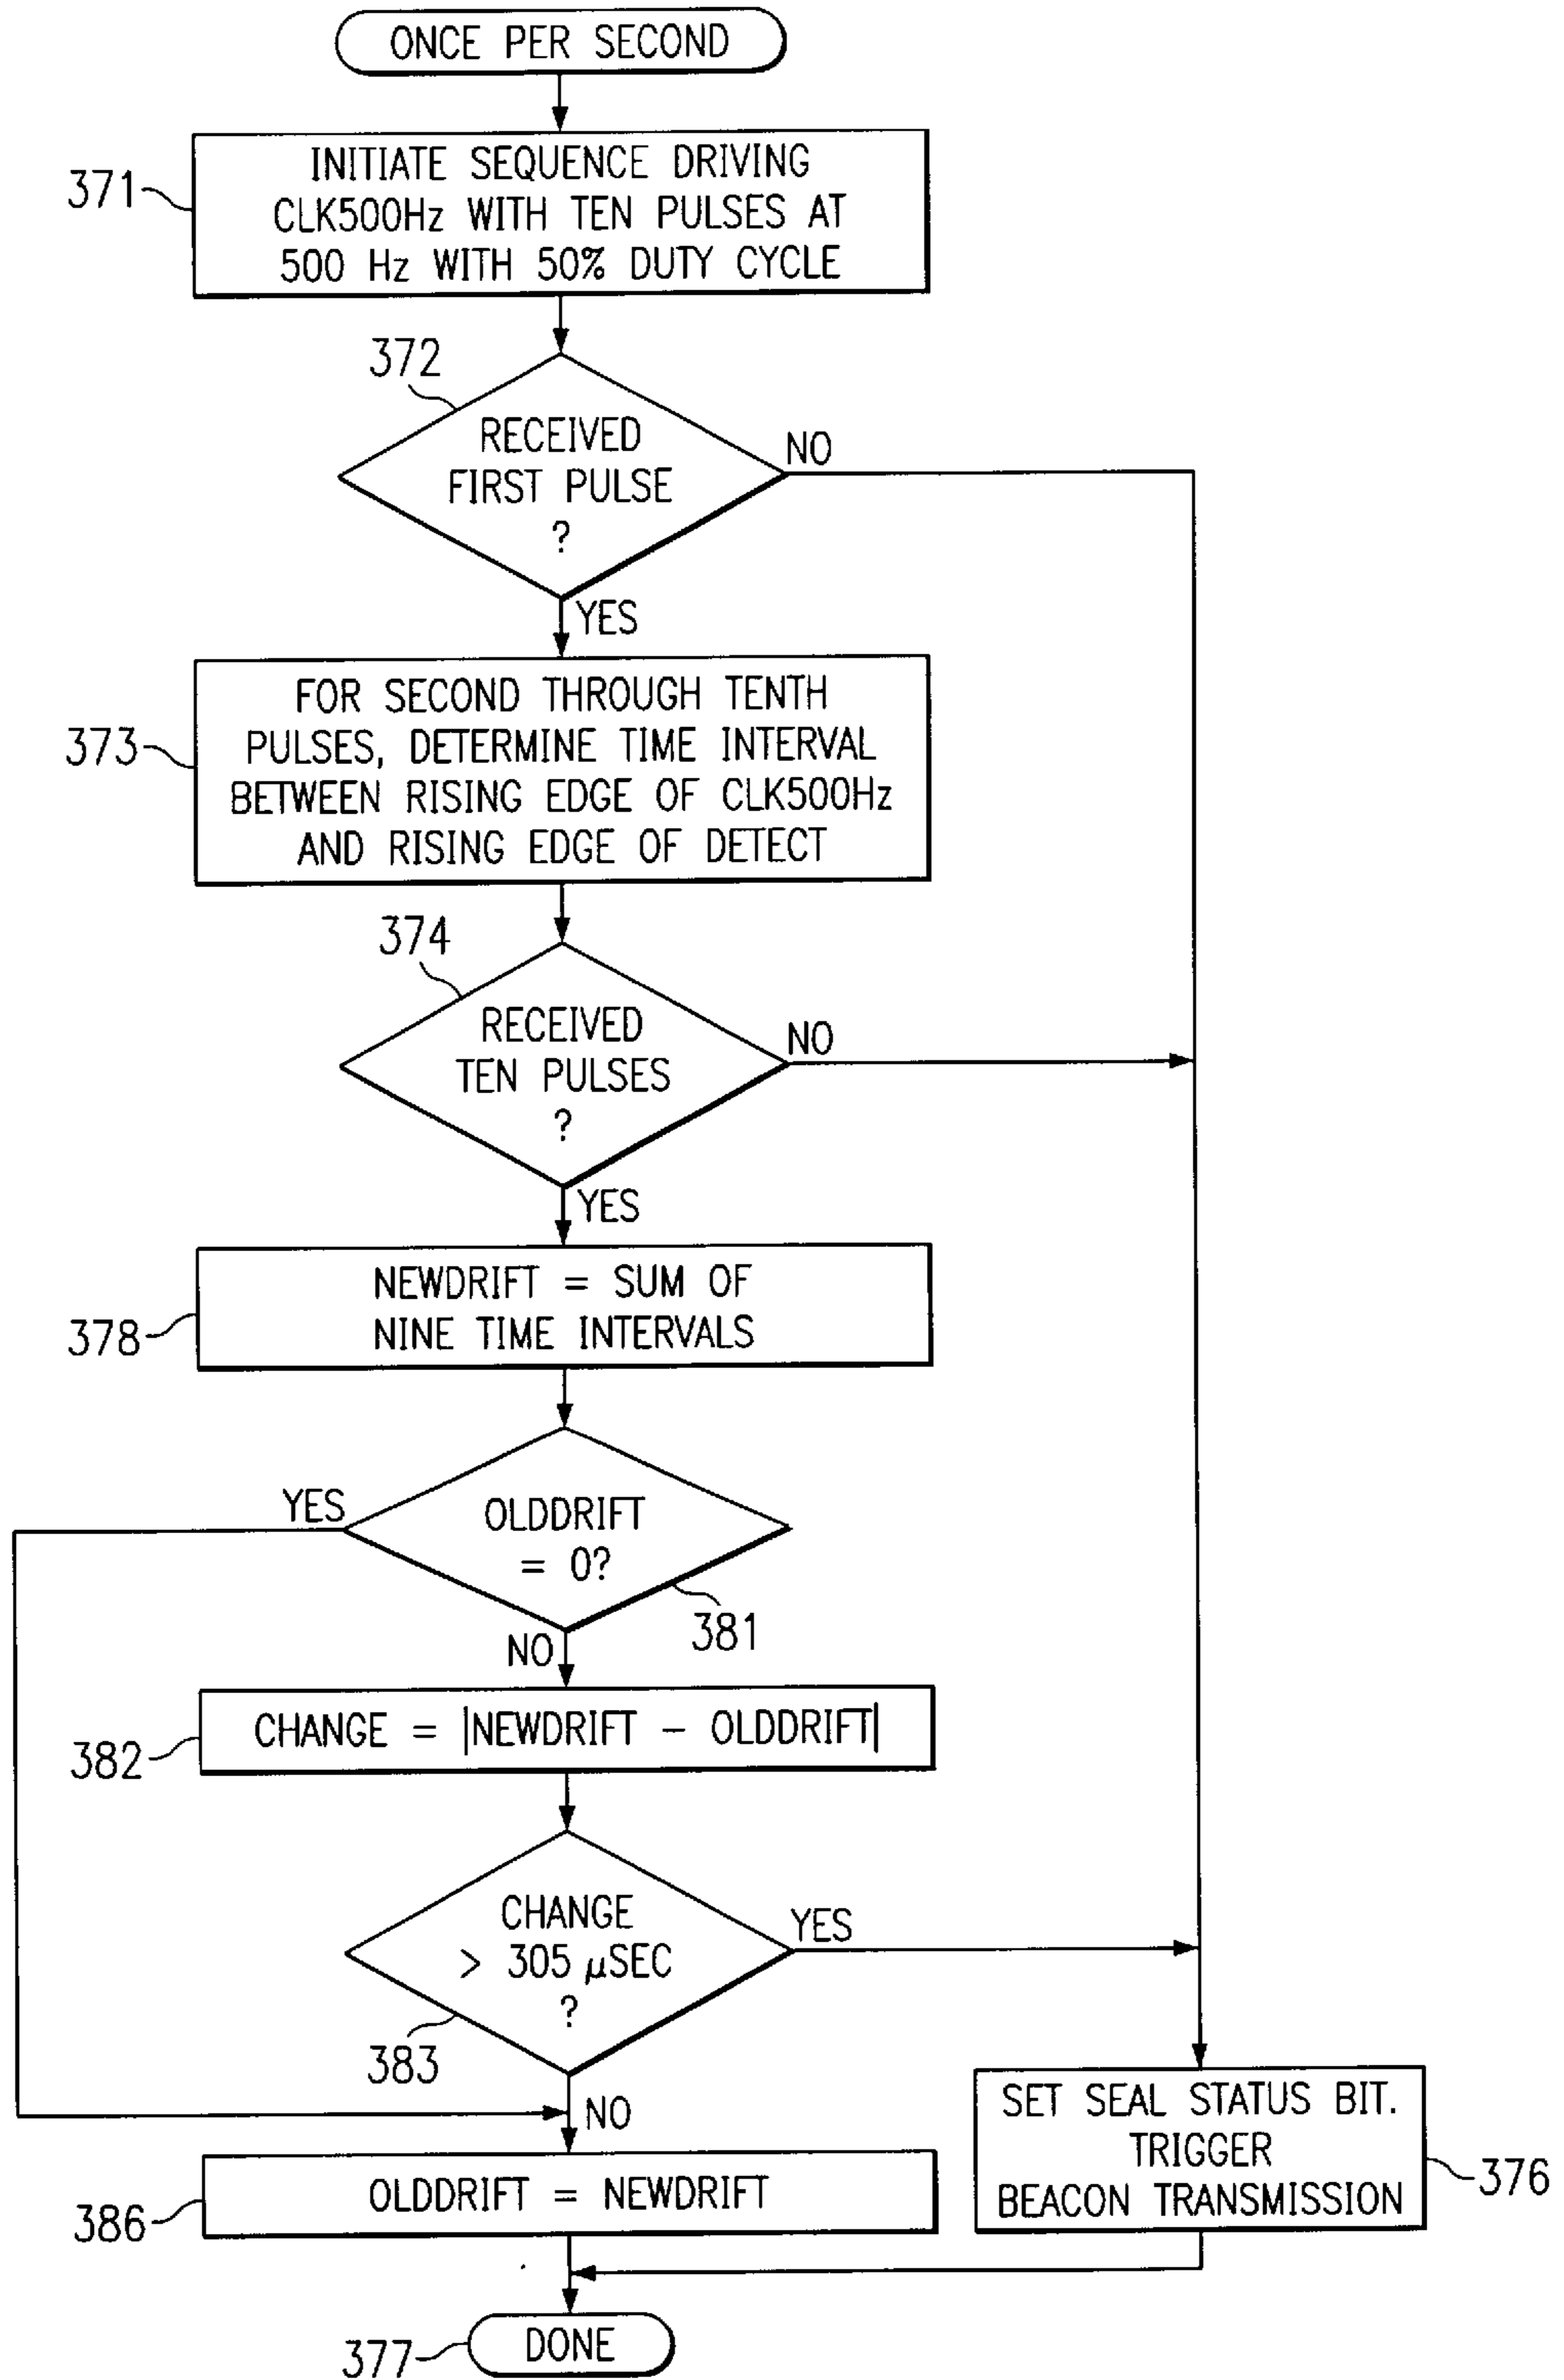 ONCE PER SECOND
371
INITIATE SEQUENCE DRIVING
CLK500Hz WITH TEN PULSES AT
500 Hz WITH 50% DUTY CYCLE
372
RECEIVED
FIRST PULSE
?
NO
YES
373
FOR SECOND THROUGH TENTH
PULSES, DETERMINE TIME INTERVAL
BETWEEN RISING EDGE OF CLK500Hz
AND RISING EDGE OF DETECT
374
RECEIVED
TEN PULSES
?
NO
YES
378
NEWDRIFT = SUM OF
NINE TIME INTERVALS
YES
OLDDRIFT
= 0?
381
NO
382
CHANGE = |NEWDRIFT - OLDDRIFT|
CHANGE
> 305 μSEC
?
YES
383
NO
SET SEAL STATUS BIT.
TRIGGER
BEACON TRANSMISSION
376
386
OLDDRIFT = NEWDRIFT
377
DONE